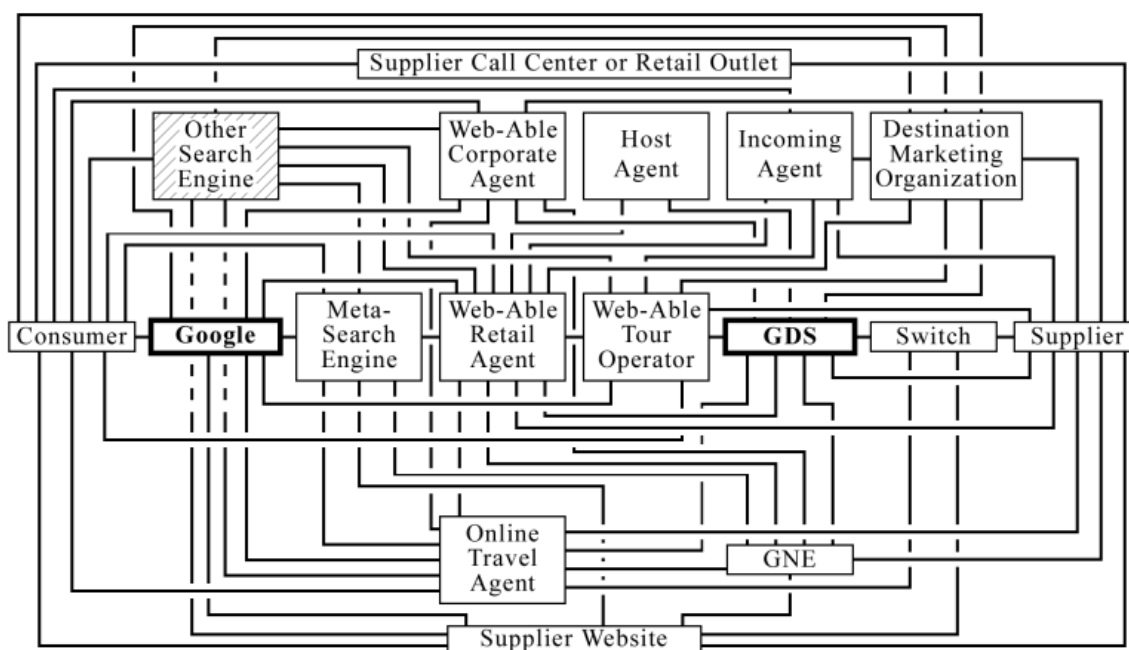 Supplier Call Center or Retail Outlet
Other
Search
Engine
Web-Able
Corporate
Agent
Host
Agent
Incoming
Agent
Destination
Marketing
Organization
Consumer
Google
Meta-
Search
Engine
Web-Able
Retail
Agent
Web-Able
Tour
Operator
GDS
Switch
Supplier
Online
Travel
Agent
GNE
Supplier Website